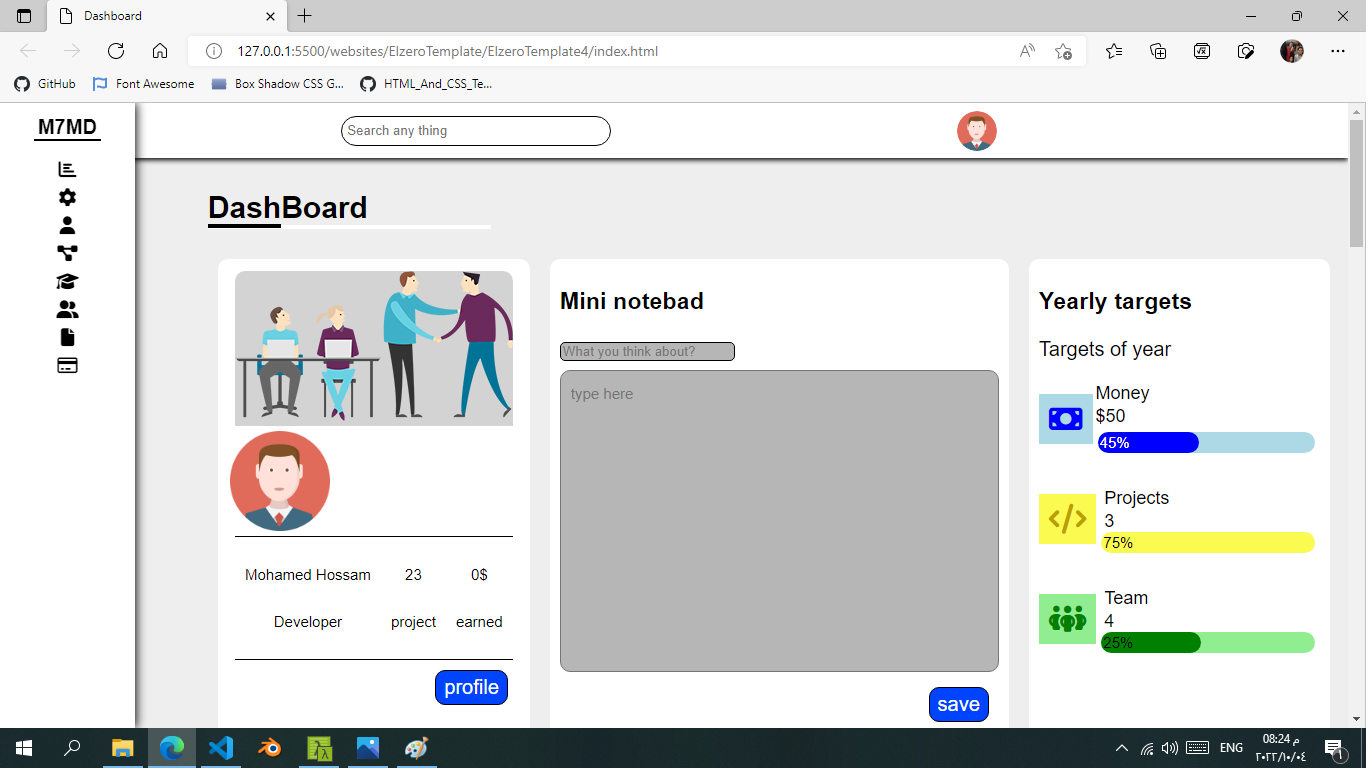 Dashboard
127.0.0.1:5500/websites/ElzeroTemplate/ElzeroTemplate4/index.html
GitHub
Font Awesome
Box Shadow CSS G...
HTML_And_CSS_Te...
M7MD
Search any thing
DashBoard
Mini notebad
What you think about?
type here
save
Mohamed Hossam 23 0$
Developer project earned
profile
Yearly targets
Targets of year
Money
$50
45%
Projects
3
75%
Team
4
25%
ENG
08:24 م
٢٠٢٢/١٠/٠٤
1